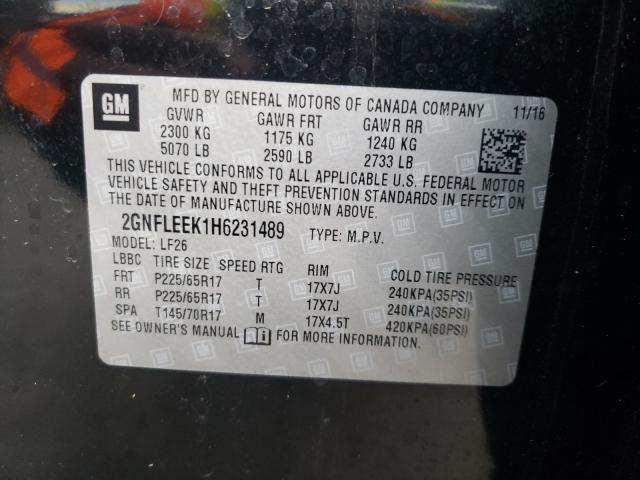 GM
MFD BY GENERAL MOTORS OF CANADA COMPANY 11/16
GVWR GAWR FRT GAWR RR
2300 KG 1175 KG 1240 KG
5070 LB 2590 LB 2733 LB
THIS VEHICLE CONFORMS TO ALL APPLICABLE U.S. FEDERAL MOTOR
VEHICLE SAFETY AND THEFT PREVENTION STANDARDS IN EFFECT ON
THE DATE OF MANUFACTURE SHOWN ABOVE.
2GNFLEEK1H6231489 TYPE: M.P.V.
MODEL: LF26
LBBC TIRE SIZE SPEED RTG RIM COLD TIRE PRESSURE
FRT P225/65R17 T 17X7J 240KPA(35PSI)
RR P225/65R17 T 17X7J 240KPA(35PSI)
SPA T145/70R17 M 17X4.5T 420KPA(60PSI)
SEE OWNER'S MANUAL FOR MORE INFORMATION.